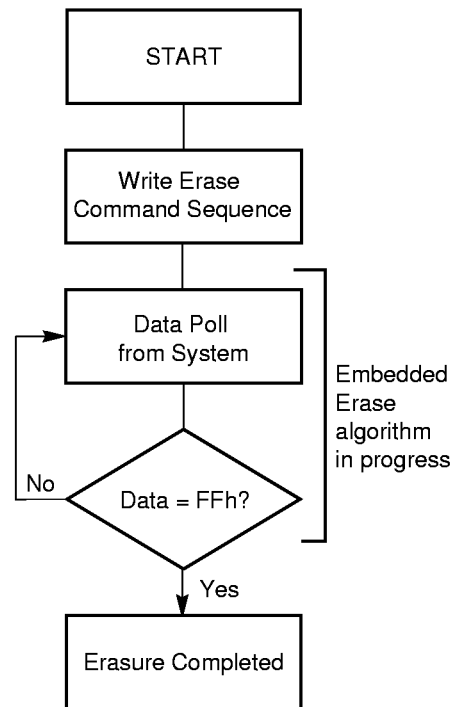 START
Write Erase
Command Sequence
Data Poll
from System
Embedded
Erase
algorithm
in progress
No
Data = FFh?
Yes
Erasure Completed